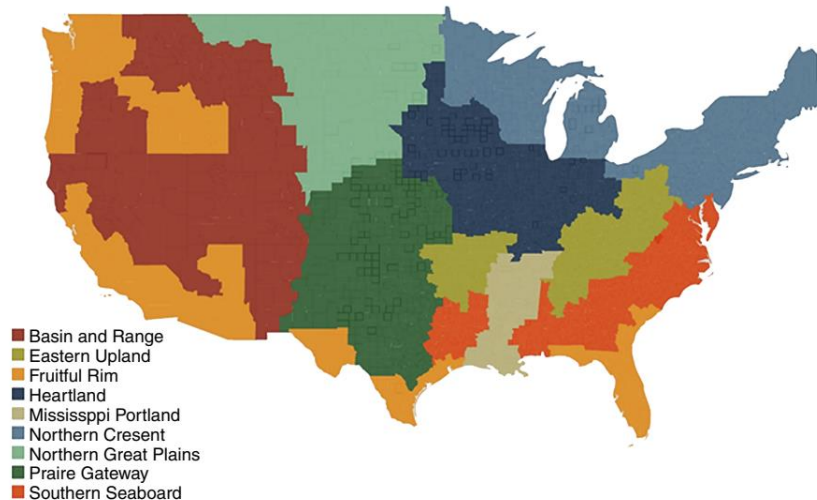 Basin and Range
Eastern Upland
Fruitful Rim
Heartland
Mississppi Portland
Northern Cresent
Northern Great Plains
Praire Gateway
Southern Seaboard